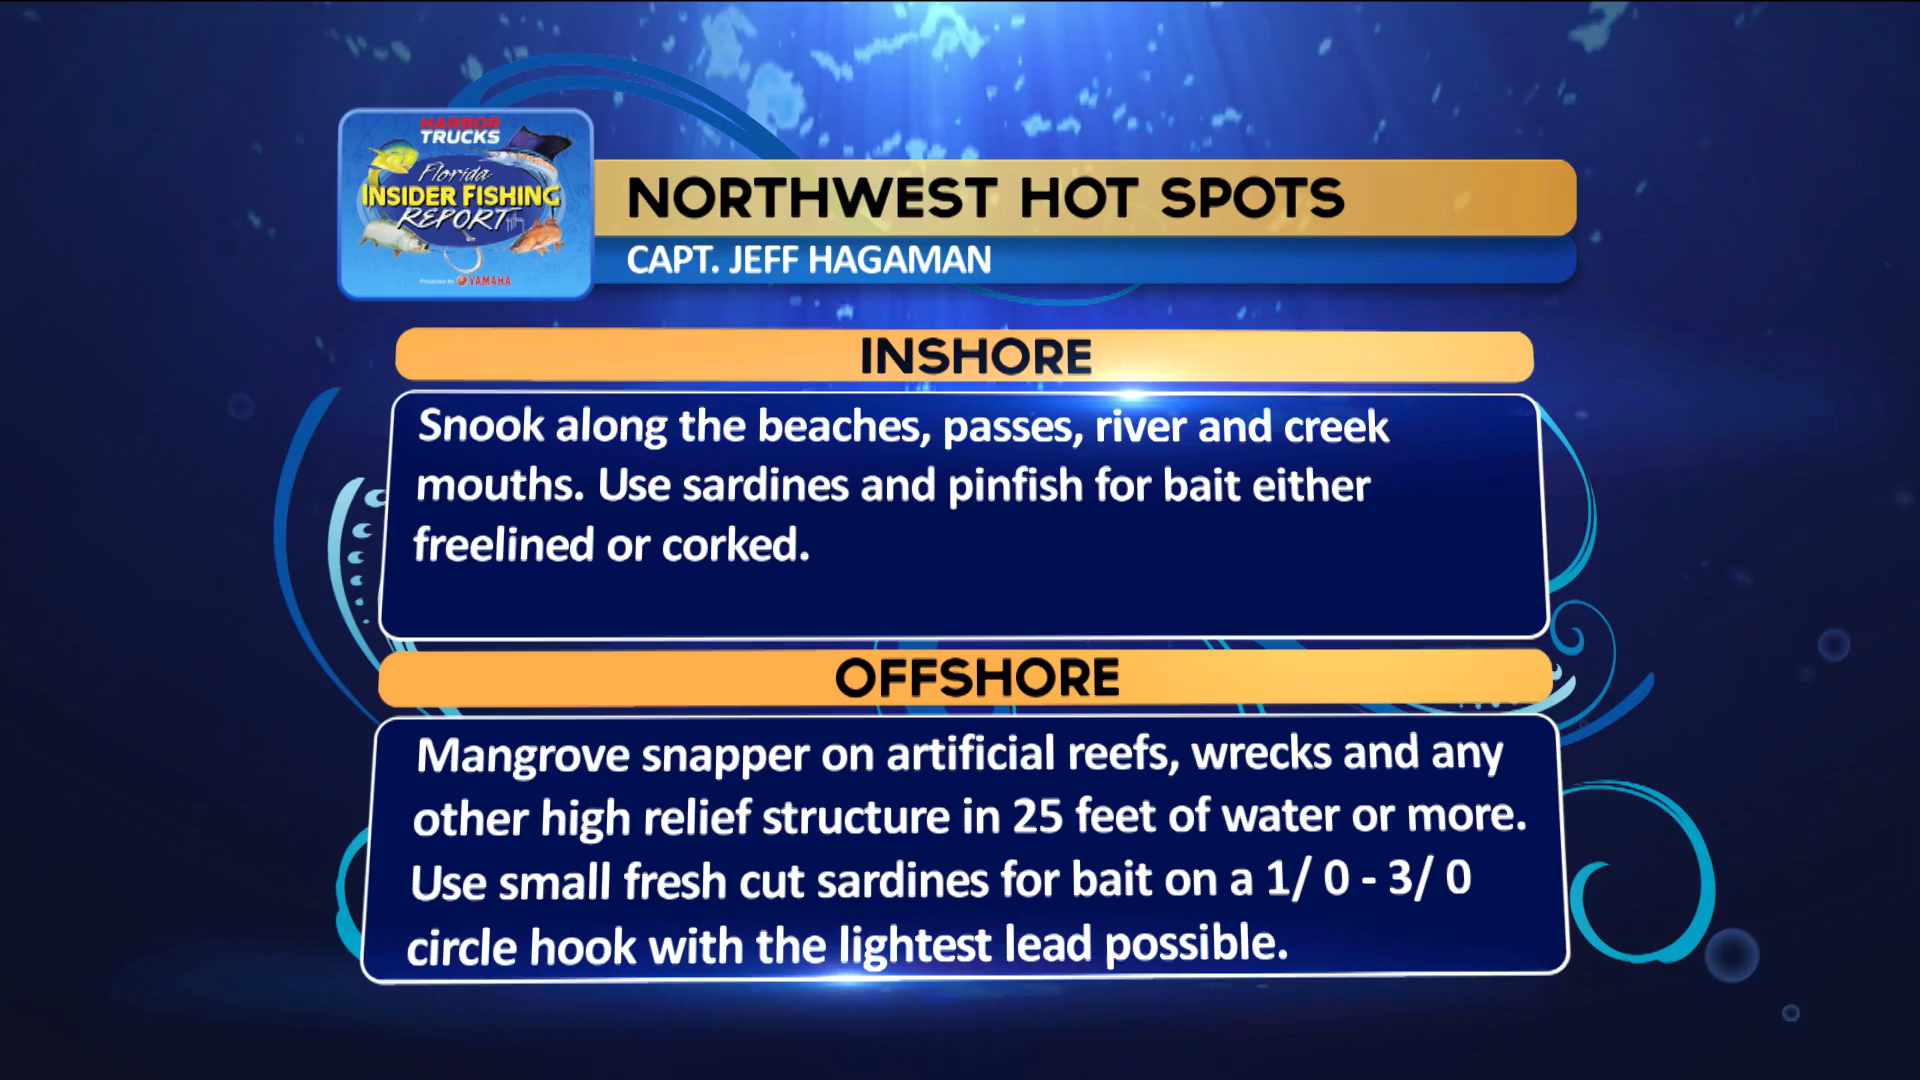 HARBOR
TRUCKS
Florida
INSIDER FISHING
REPORT
Presented By YAMAHA
NORTHWEST HOT SPOTS
CAPT. JEFF HAGAMAN
INSHORE
Snook along the beaches, passes, river and creek
mouths. Use sardines and pinfish for bait either
freelined or corked.
OFFSHORE
Mangrove snapper on artificial reefs, wrecks and any
other high relief structure in 25 feet of water or more.
Use small fresh cut sardines for bait on a 1/ 0 - 3/ 0
circle hook with the lightest lead possible.